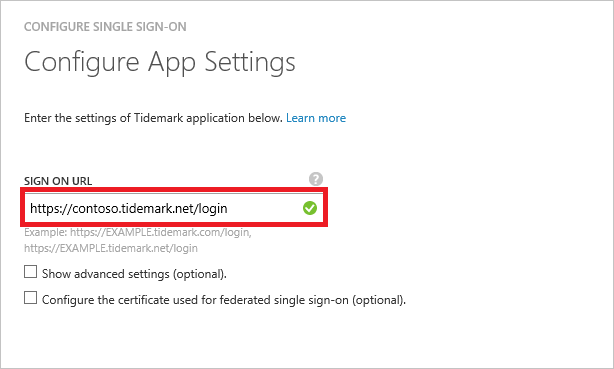 CONFIGURE SINGLE SIGN-ON
Configure App Settings
Enter the settings of Tidemark application below. Learn more
SIGN ON URL ?
https://contoso.tidemark.net/login
Example: https://EXAMPLE.tidemark.com/login,
https://EXAMPLE.tidemark.net/login
Show advanced settings (optional).
Configure the certificate used for federated single sign-on (optional).